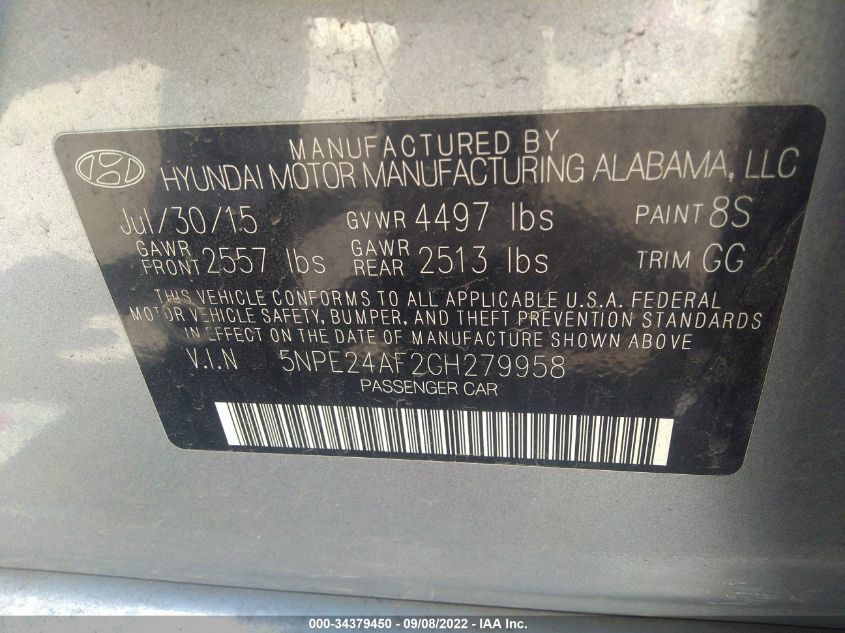 MANUFACTURED BY
HYUNDAI MOTOR MANUFACTURING ALABAMA, LLC
Jul/30/15 GVWR 4497 lbs PAINT 8S
GAWR FRONT 2557 lbs GAWR REAR 2513 lbs TRIM GG
THIS VEHICLE CONFORMS TO ALL APPLICABLE U.S.A. FEDERAL
MOTOR VEHICLE SAFETY, BUMPER, AND THEFT PREVENTION STANDARDS
IN EFFECT ON THE DATE OF MANUFACTURE SHOWN ABOVE.
V.I.N 5NPE24AF2GH279958
PASSENGER CAR
000-34379450 - 09/08/2022 - IAA Inc.